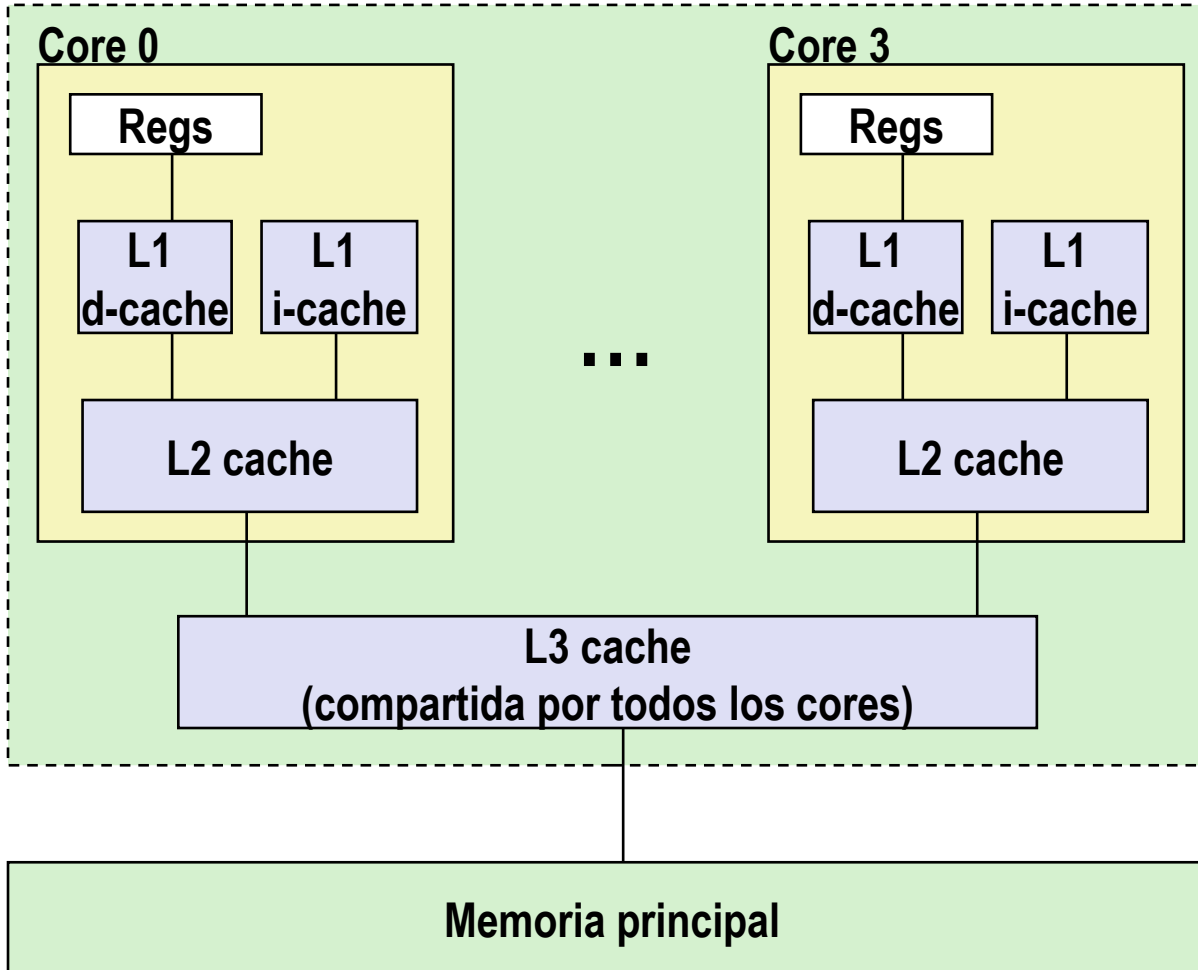 Core 0
Regs
L1
d-cache
L1
i-cache
L2 cache
...
Core 3
Regs
L1
d-cache
L1
i-cache
L2 cache
L3 cache
(compartida por todos los cores)
Memoria principal